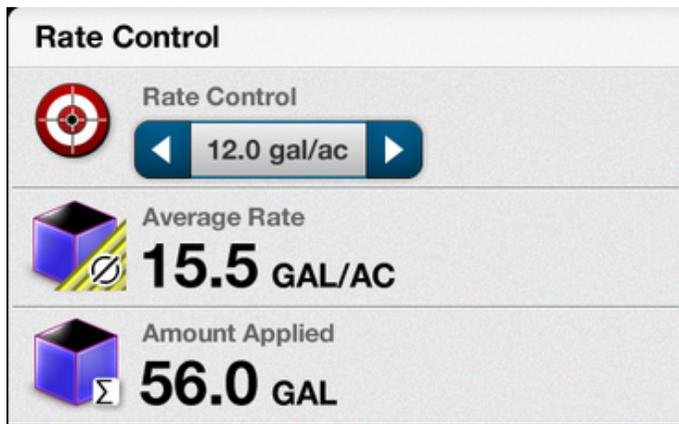 Rate Control
Rate Control
12.0 gal/ac
Average Rate
Ø
15.5 GAL/AC
Amount Applied
56.0 GAL
Σ